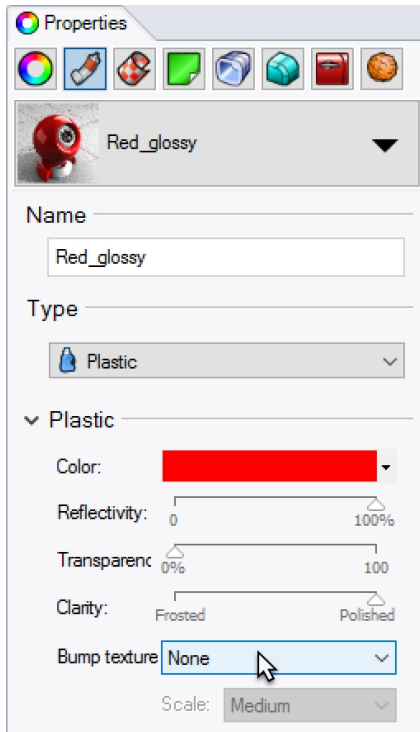 Properties
Red_glossy
Name
Red_glossy
Type
Plastic
Plastic
Color:
Reflectivity: 0 100%
Transparenc 0% 100
Clarity: Frosted Polished
Bump texture None
Scale: Medium